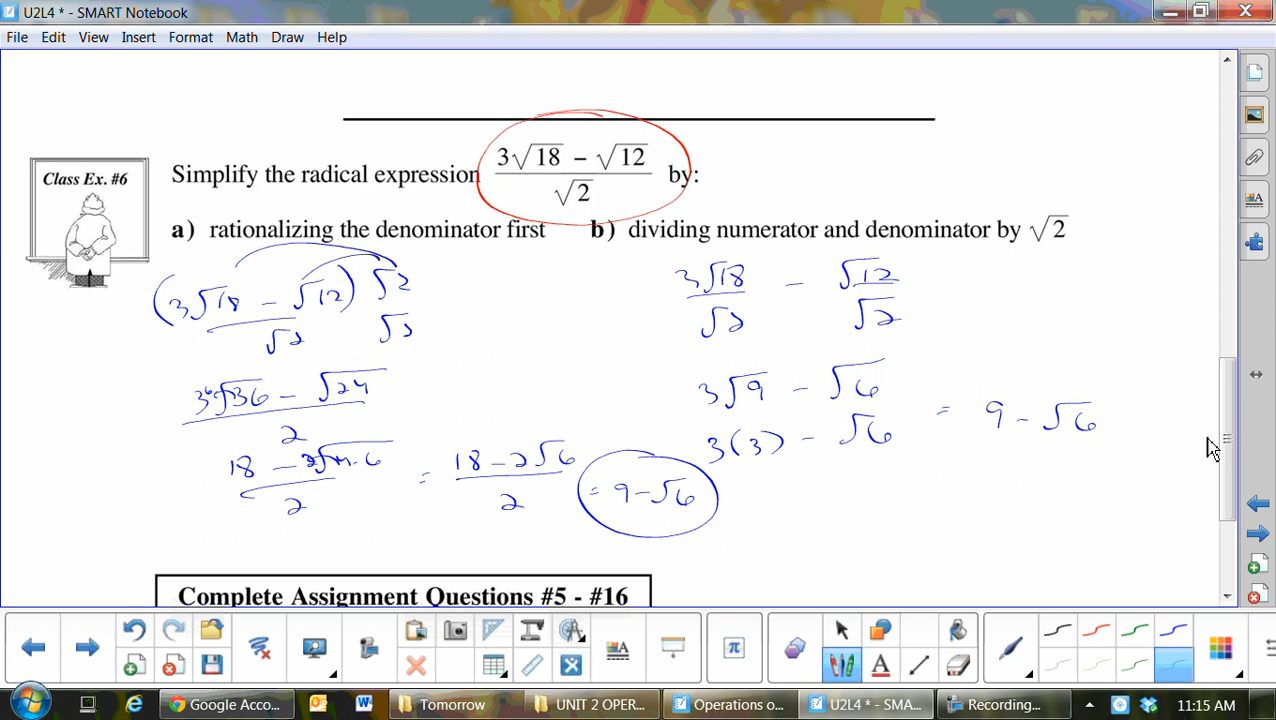 U2L4 * - SMART Notebook
File Edit View Insert Format Math Draw Help
Class Ex. #6
Simplify the radical expression (3√18 − √12)/√2 by:
a) rationalizing the denominator first b) dividing numerator and denominator by √2
(3√18 − √12) √2
√2 √2
3√18 − √12
√2 √2
3√36 − √24
2
3√9 − √6
3(3) − √6 = 9 − √6
18 − 2√6
2
= 18 − 2√6
2
= 9 − √6
Complete Assignment Questions #5 - #16
Google Acco...
Tomorrow
UNIT 2 OPER...
Operations o...
U2L4 * - SMA...
Recording...
11:15 AM